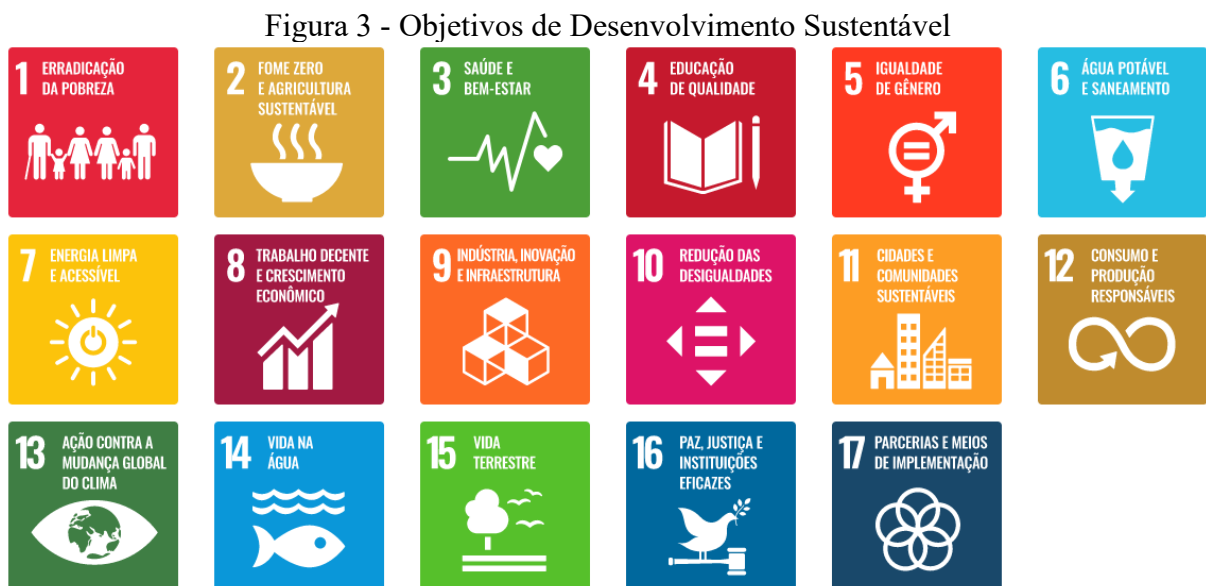 Figura 3 - Objetivos de Desenvolvimento Sustentável
1 ERRADICAÇÃO
DA POBREZA
2 FOME ZERO
E AGRICULTURA
SUSTENTÁVEL
3 SAÚDE E
BEM-ESTAR
4 EDUCAÇÃO
DE QUALIDADE
5 IGUALDADE
DE GÊNERO
6 ÁGUA POTÁVEL
E SANEAMENTO
7 ENERGIA LIMPA
E ACESSÍVEL
8 TRABALHO DECENTE
E CRESCIMENTO
ECONÔMICO
9 INDÚSTRIA, INOVAÇÃO
E INFRAESTRUTURA
10 REDUÇÃO DAS
DESIGUALDADES
11 CIDADES E
COMUNIDADES
SUSTENTÁVEIS
12 CONSUMO E
PRODUÇÃO
RESPONSÁVEIS
13 AÇÃO CONTRA A
MUDANÇA GLOBAL
DO CLIMA
14 VIDA NA
ÁGUA
15 VIDA
TERRESTRE
16 PAZ, JUSTIÇA E
INSTITUIÇÕES
EFICAZES
17 PARCERIAS E MEIOS
DE IMPLEMENTAÇÃO